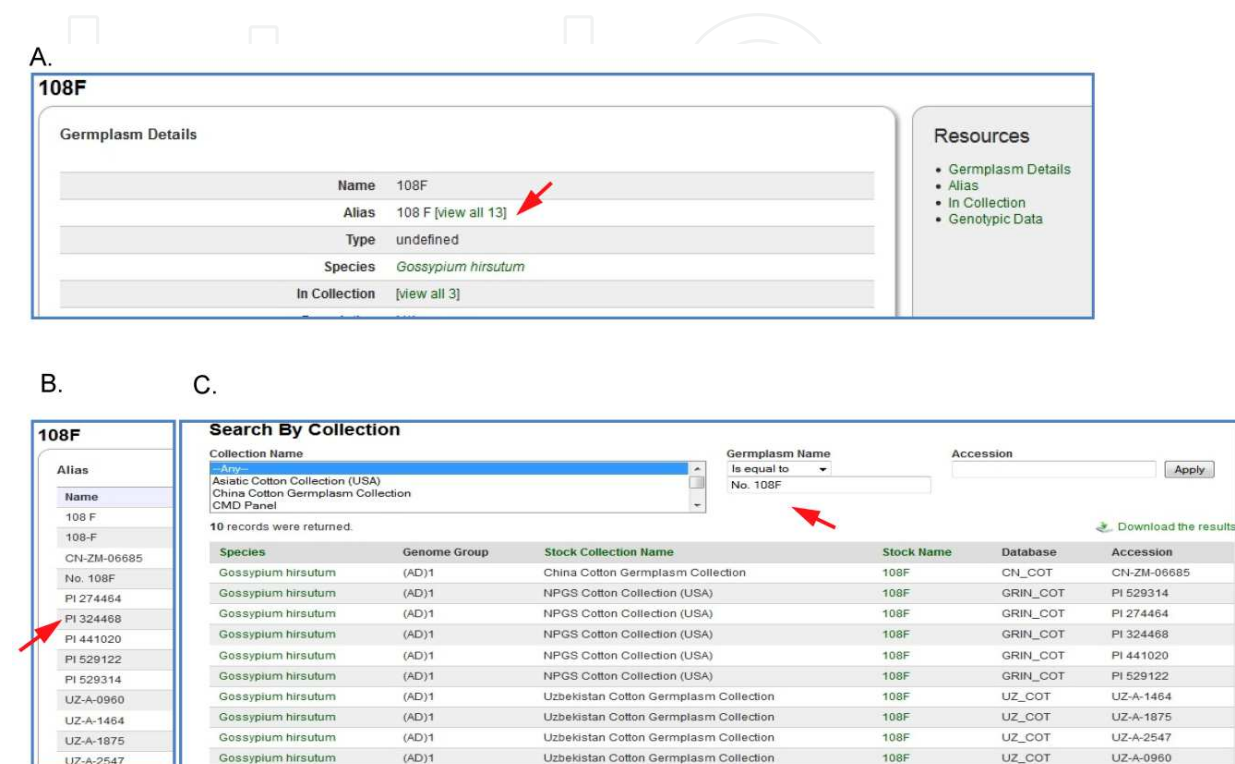 A.
108F
Germplasm Details
Name 108F
Alias 108 F [view all 13]
Type undefined
Species Gossypium hirsutum
In Collection [view all 3]
Resources
• Germplasm Details
• Alias
• In Collection
• Genotypic Data
B.
108F
Alias
Name
108 F
108-F
CN-ZM-06685
No. 108F
PI 274464
PI 324468
PI 441020
PI 529122
PI 529314
UZ-A-0960
UZ-A-1464
UZ-A-1875
UZ-A-2547
C.
Search By Collection
Collection Name Germplasm Name Accession
--Any-- Is equal to Apply
Asiatic Cotton Collection (USA) No. 108F
China Cotton Germplasm Collection
CMD Panel
10 records were returned. Download the results
Species Genome Group Stock Collection Name Stock Name Database Accession
Gossypium hirsutum (AD)1 China Cotton Germplasm Collection 108F CN_COT CN-ZM-06685
Gossypium hirsutum (AD)1 NPGS Cotton Collection (USA) 108F GRIN_COT PI 529314
Gossypium hirsutum (AD)1 NPGS Cotton Collection (USA) 108F GRIN_COT PI 274464
Gossypium hirsutum (AD)1 NPGS Cotton Collection (USA) 108F GRIN_COT PI 324468
Gossypium hirsutum (AD)1 NPGS Cotton Collection (USA) 108F GRIN_COT PI 441020
Gossypium hirsutum (AD)1 NPGS Cotton Collection (USA) 108F GRIN_COT PI 529122
Gossypium hirsutum (AD)1 Uzbekistan Cotton Germplasm Collection 108F UZ_COT UZ-A-1464
Gossypium hirsutum (AD)1 Uzbekistan Cotton Germplasm Collection 108F UZ_COT UZ-A-1875
Gossypium hirsutum (AD)1 Uzbekistan Cotton Germplasm Collection 108F UZ_COT UZ-A-2547
Gossypium hirsutum (AD)1 Uzbekistan Cotton Germplasm Collection 108F UZ_COT UZ-A-0960